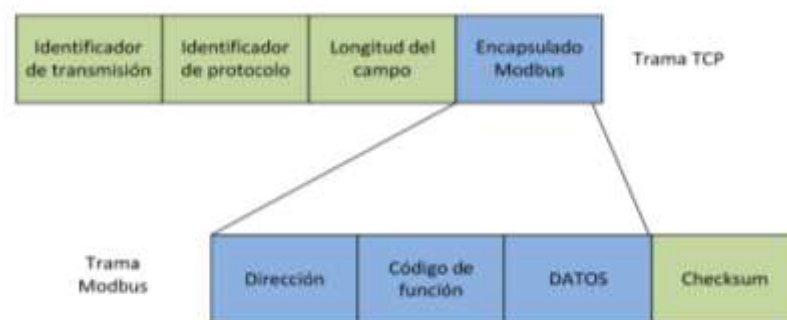 Identificador
de transmisión
Identificador
de protocolo
Longitud del
campo
Encapsulado
Modbus
Trama TCP
Trama
Modbus
Dirección
Código de
función
DATOS
Checksum